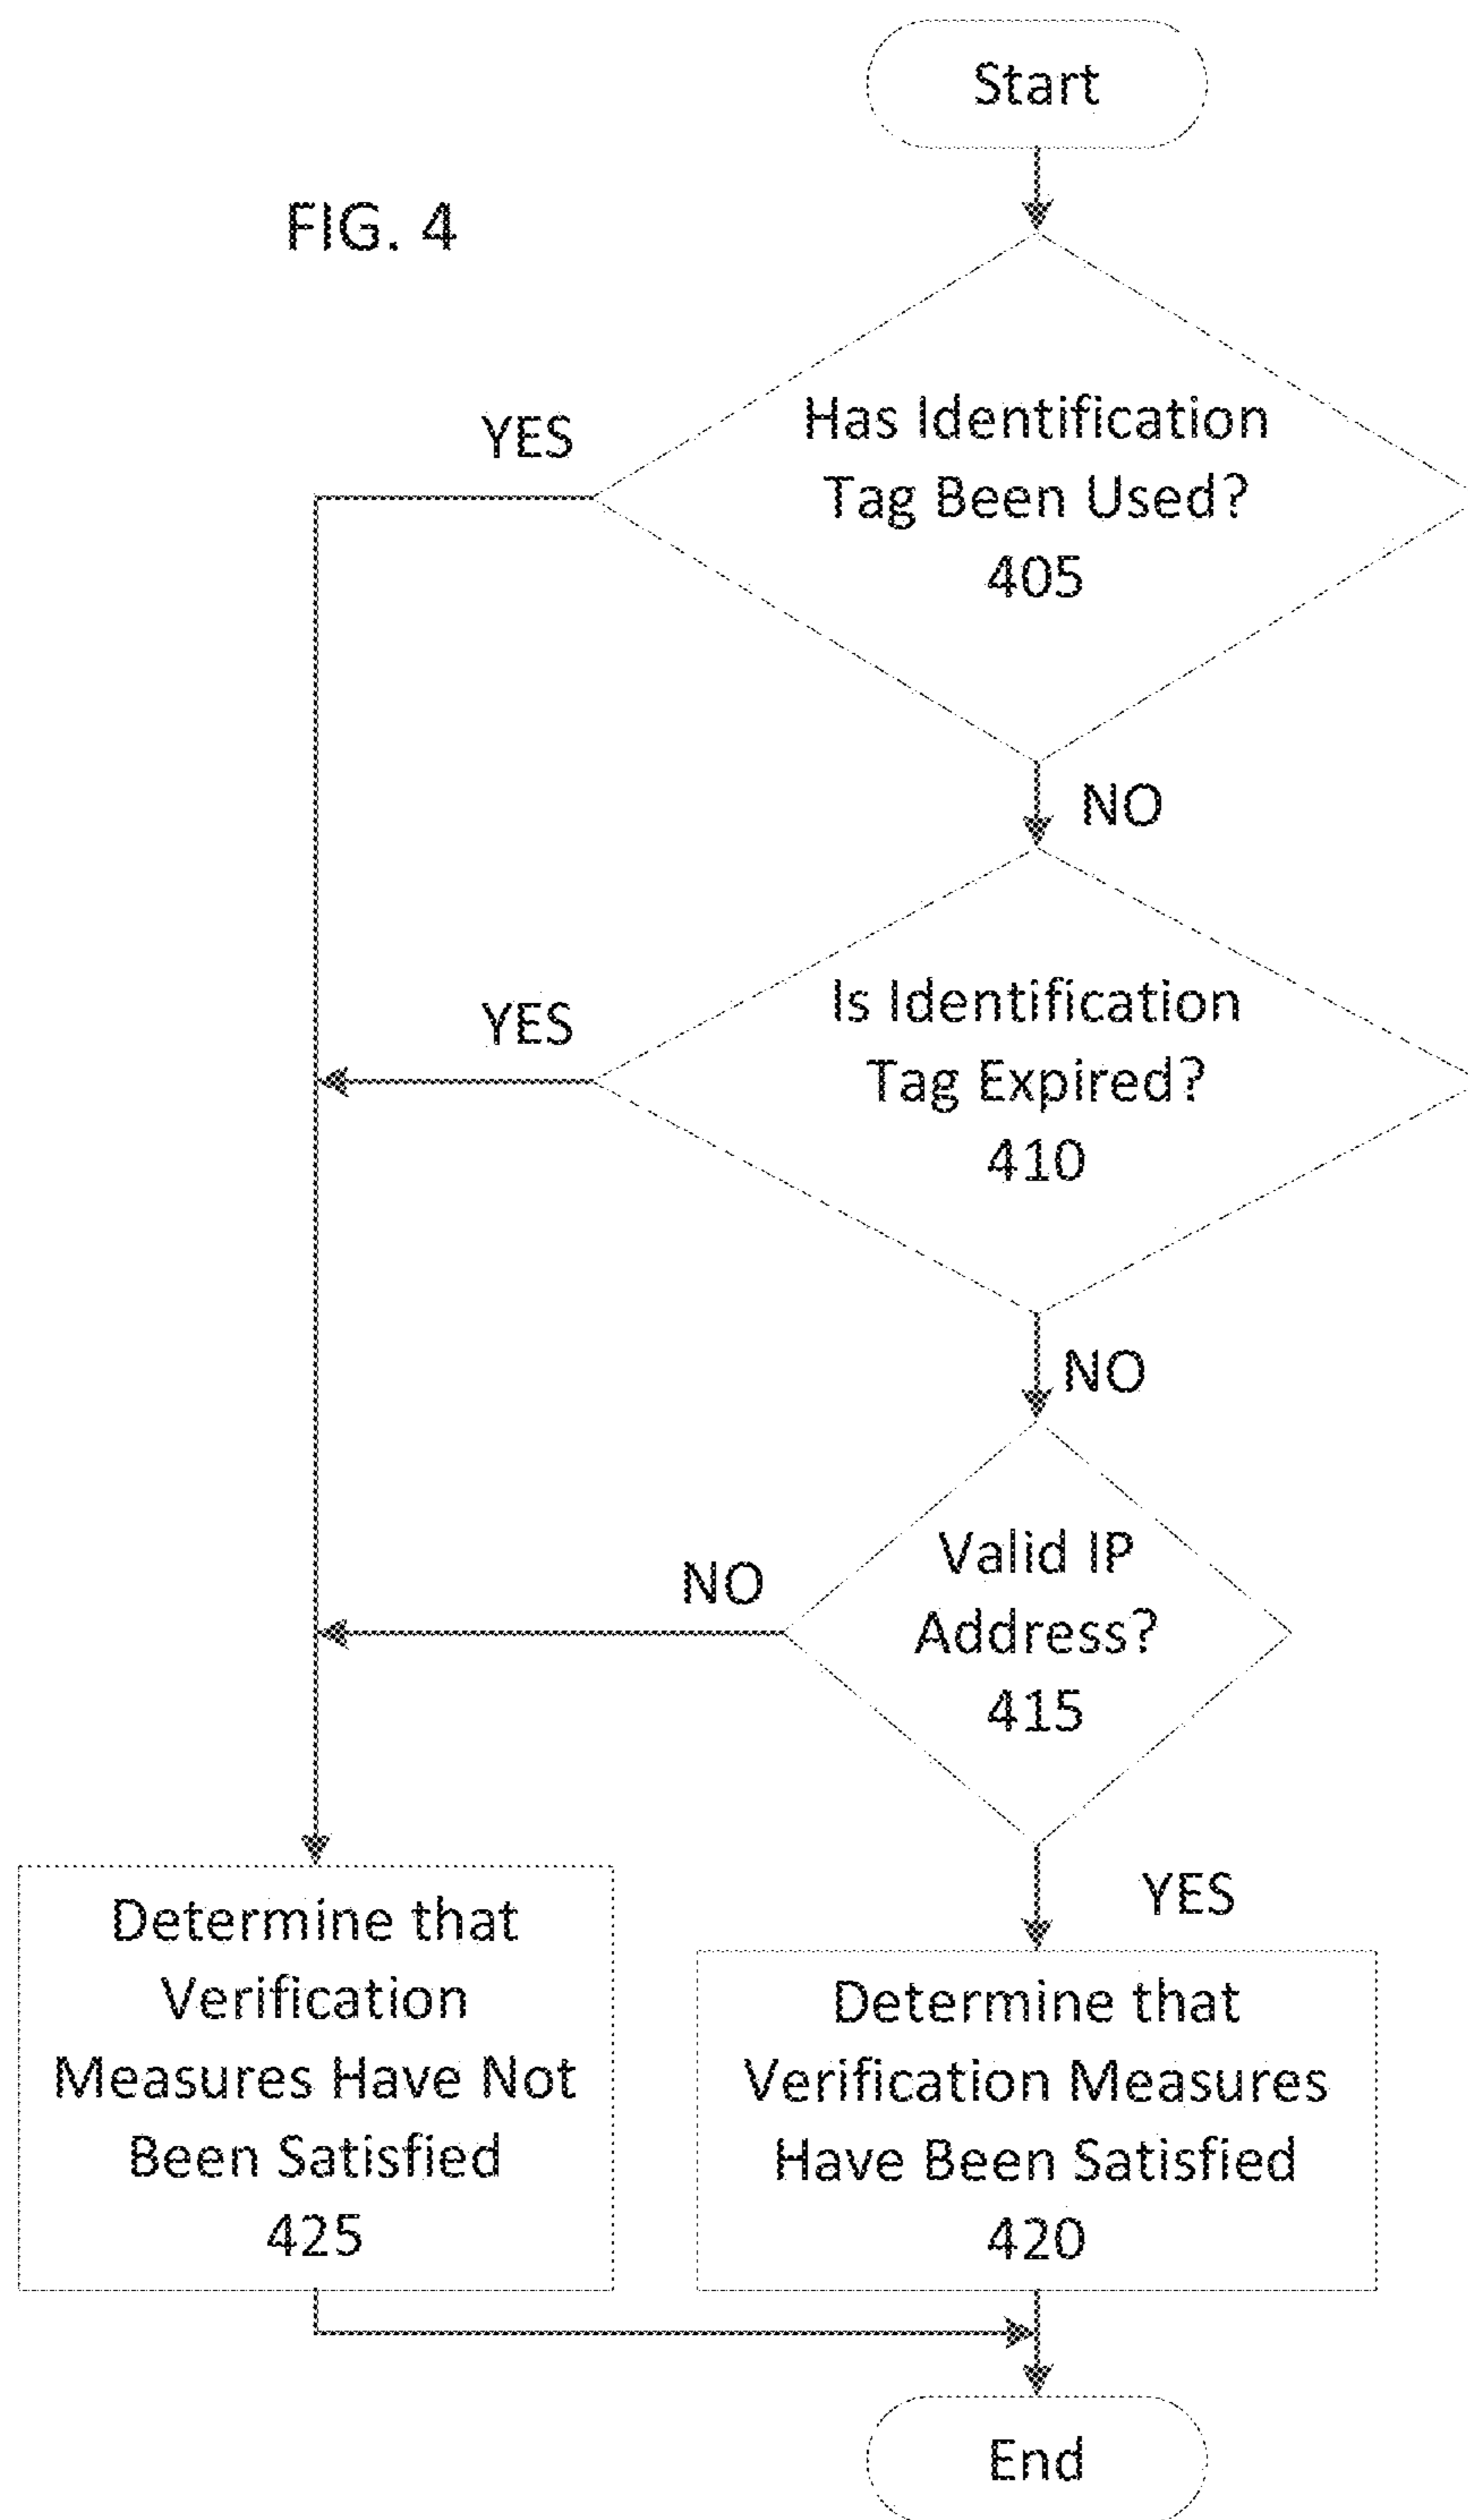 Start
FIG. 4
Has Identification
Tag Been Used?
405
YES
NO
Is Identification
Tag Expired?
410
YES
NO
Valid IP
Address?
415
NO
YES
Determine that
Verification
Measures Have Not
Been Satisfied
425
Determine that
Verification Measures
Have Been Satisfied
420
End